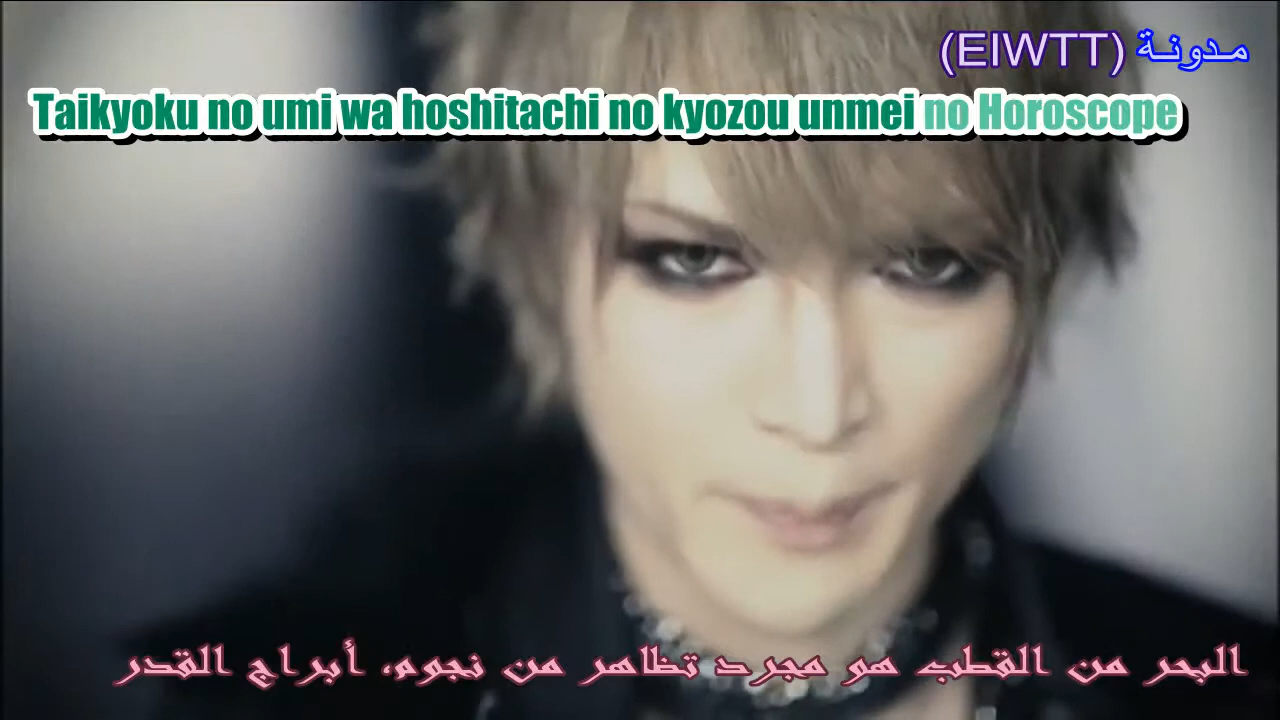 مدونة (EIWTT)
Taikyoku no umi wa hoshitachi no kyozou unmei no Horoscope
البحر من القطب هو مجرد تظاهر من نجوم، أبراج القدر